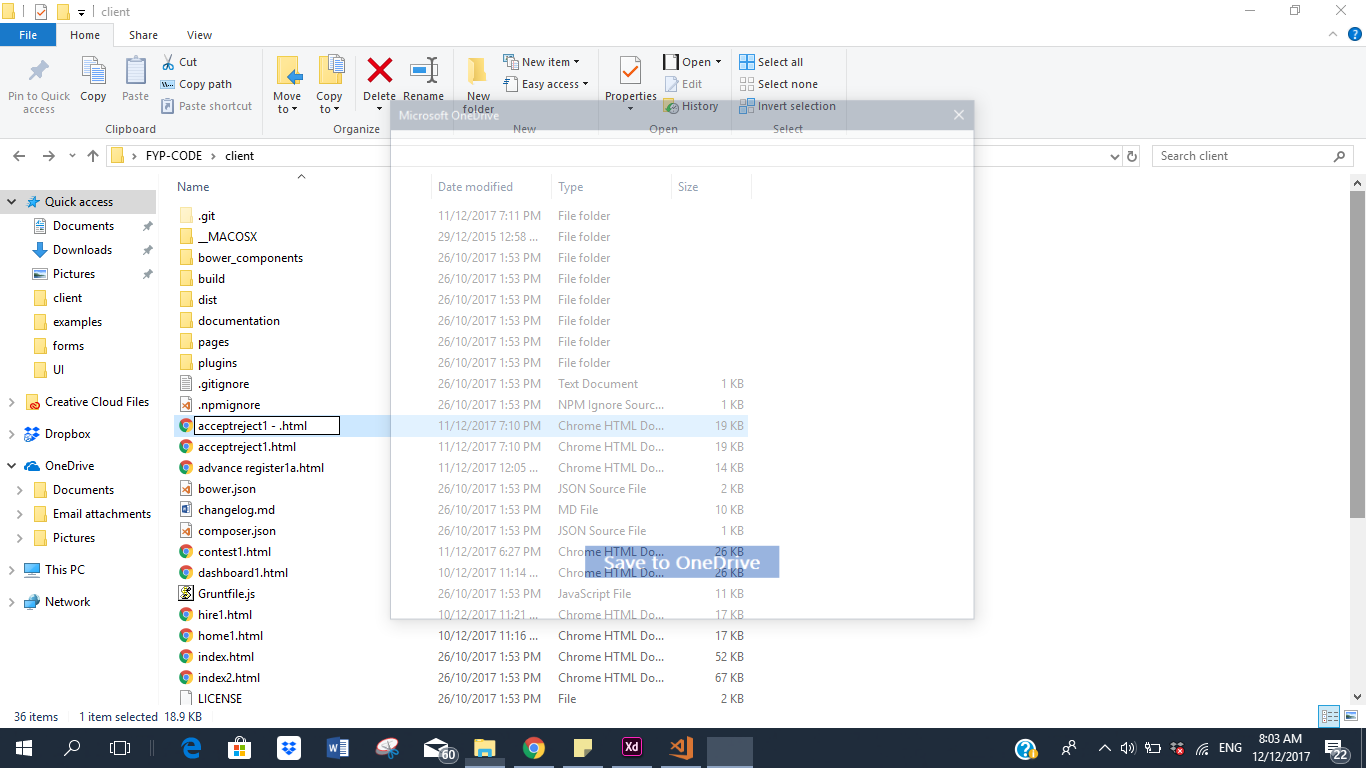 client
File Home Share View
Pin to Quick access
Copy
Paste
Cut
Copy path
Paste shortcut
Clipboard
Move to
Copy to
Delete
Rename
Organize
New folder
New item
Easy access
New
Properties
Open
Edit
History
Open
Select all
Select none
Invert selection
Select
Microsoft OneDrive
FYP-CODE > client
Search client
Quick access
Documents
Downloads
Pictures
client
examples
forms
UI
Creative Cloud Files
Dropbox
OneDrive
Documents
Email attachments
Pictures
This PC
Network
Name Date modified Type Size
.git 11/12/2017 7:11 PM File folder
__MACOSX 29/12/2015 12:58 ... File folder
bower_components 26/10/2017 1:53 PM File folder
build 26/10/2017 1:53 PM File folder
dist 26/10/2017 1:53 PM File folder
documentation 26/10/2017 1:53 PM File folder
pages 26/10/2017 1:53 PM File folder
plugins 26/10/2017 1:53 PM File folder
.gitignore 26/10/2017 1:53 PM Text Document 1 KB
.npmignore 26/10/2017 1:53 PM NPM Ignore Sourc... 1 KB
acceptreject1 - .html 11/12/2017 7:10 PM Chrome HTML Do... 19 KB
acceptreject1.html 11/12/2017 7:10 PM Chrome HTML Do... 19 KB
advance register1a.html 11/12/2017 12:05 ... Chrome HTML Do... 14 KB
bower.json 26/10/2017 1:53 PM JSON Source File 2 KB
changelog.md 26/10/2017 1:53 PM MD File 10 KB
composer.json 26/10/2017 1:53 PM JSON Source File 1 KB
contest1.html 11/12/2017 6:27 PM Chrome HTML Do... 26 KB
dashboard1.html 10/12/2017 11:14 ... Chrome HTML Do... 26 KB
Save to OneDrive
Gruntfile.js 26/10/2017 1:53 PM JavaScript File 11 KB
hire1.html 10/12/2017 11:21 ... Chrome HTML Do... 17 KB
home1.html 10/12/2017 11:16 ... Chrome HTML Do... 17 KB
index.html 26/10/2017 1:53 PM Chrome HTML Do... 52 KB
index2.html 26/10/2017 1:53 PM Chrome HTML Do... 67 KB
LICENSE 26/10/2017 1:53 PM File 2 KB
36 items 1 item selected 18.9 KB
60
Xd
ENG
8:03 AM
12/12/2017
22